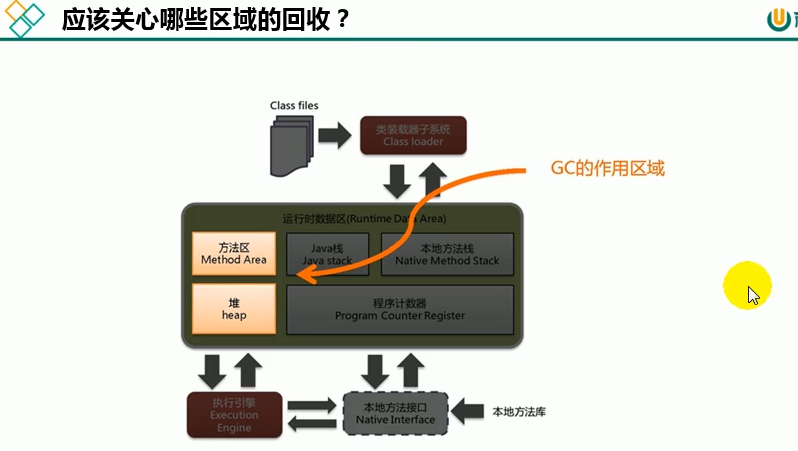 应该关心哪些区域的回收？
Class files
类装载器子系统
Class loader
GC的作用区域
运行时数据区(Runtime Data Area)
方法区
Method Area
Java栈
Java stack
本地方法栈
Native Method Stack
堆
heap
程序计数器
Program Counter Register
执行引擎
Execution
Engine
本地方法接口
Native Interface
本地方法库